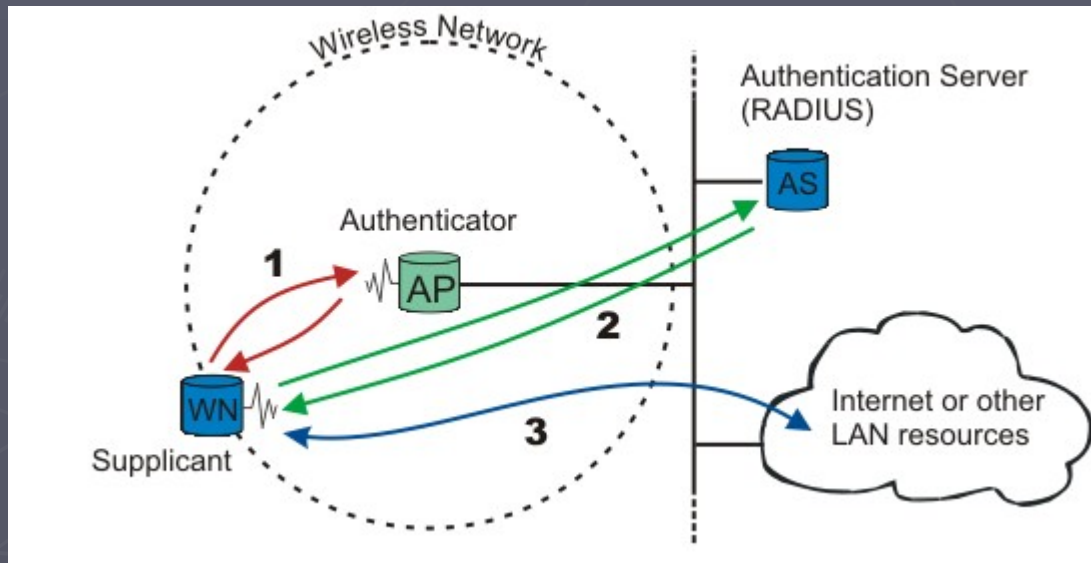 Wireless Network
Authentication Server
(RADIUS)
AS
Authenticator
1
AP
2
WN
3
Supplicant
Internet or other
LAN resources